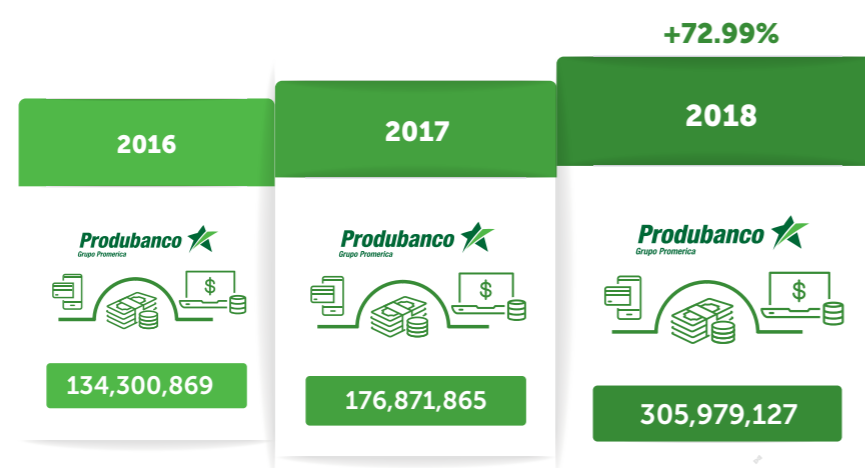 +72.99%
2016
2017
2018
Produbanco
Grupo Promerica
Produbanco
Grupo Promerica
Produbanco
Grupo Promerica
$
$
$
134,300,869
176,871,865
305,979,127